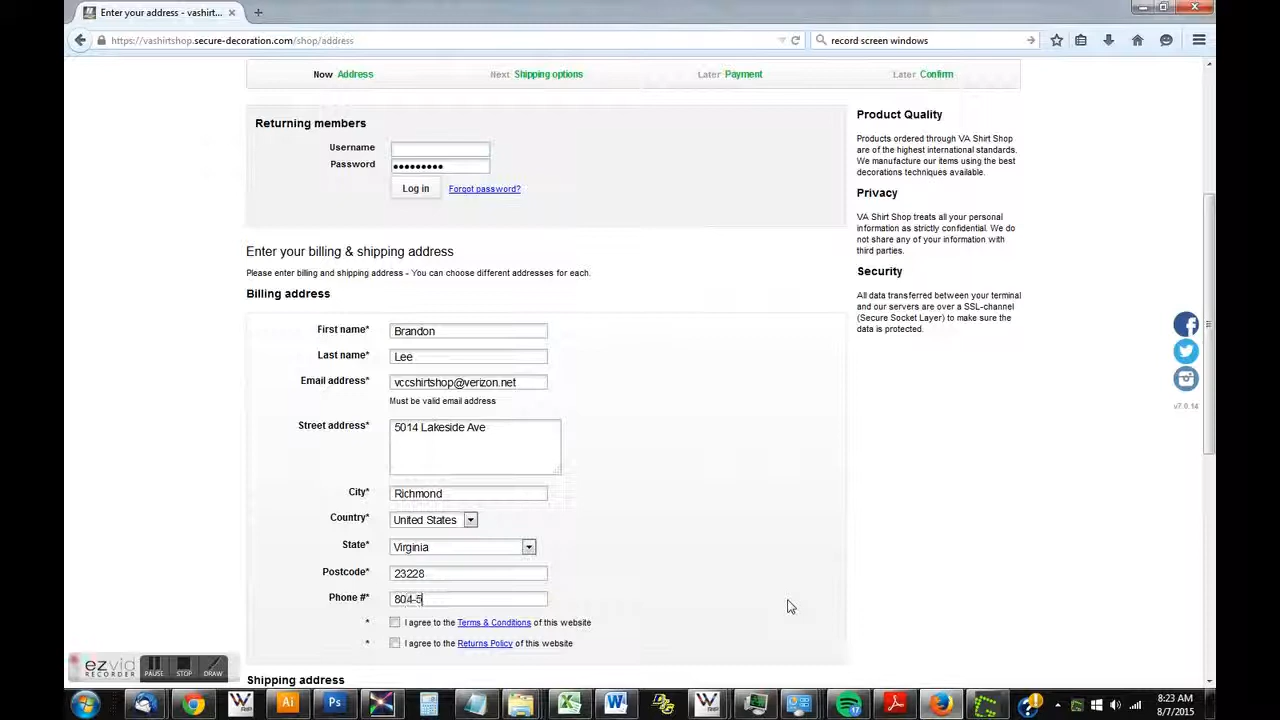 Enter your address - vashirt...
https://vashirtshop.secure-decoration.com/shop/address
record screen windows
Now Address
Next Shipping options
Later Payment
Later Confirm
Returning members
Username
Password •••••••••
Log in Forgot password?
Enter your billing & shipping address
Please enter billing and shipping address - You can choose different addresses for each.
Billing address
First name* Brandon
Last name* Lee
Email address* vccshirtshop@verizon.net
Must be valid email address
Street address* 5014 Lakeside Ave
City* Richmond
Country* United States
State* Virginia
Postcode* 23228
Phone #* 804-5
* I agree to the Terms & Conditions of this website
* I agree to the Returns Policy of this website
Shipping address
Product Quality
Products ordered through VA Shirt Shop
are of the highest international standards.
We manufacture our items using the best
decorations techniques available.
Privacy
VA Shirt Shop treats all your personal
information as strictly confidential. We do
not share any of your information with
third parties.
Security
All data transferred between your terminal
and our servers are over a SSL-channel
(Secure Socket Layer) to make sure the
data is protected.
v7.0.14
ezvid
RECORDER
PAUSE
STOP
DRAW
Ai
Ps
8:23 AM
8/7/2015